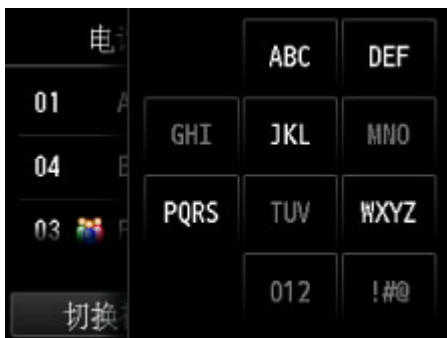 电
01 A
04
03
切换
ABC DEF
GHI JKL MNO
PQRS TUV WXYZ
012 !#@